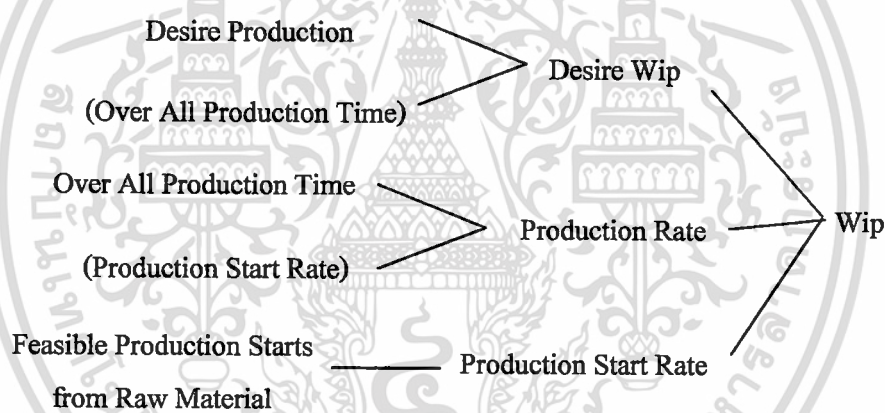 Desire Production
Desire Wip
(Over All Production Time)
Over All Production Time
Production Rate
Wip
(Production Start Rate)
Feasible Production Starts
from Raw Material
Production Start Rate